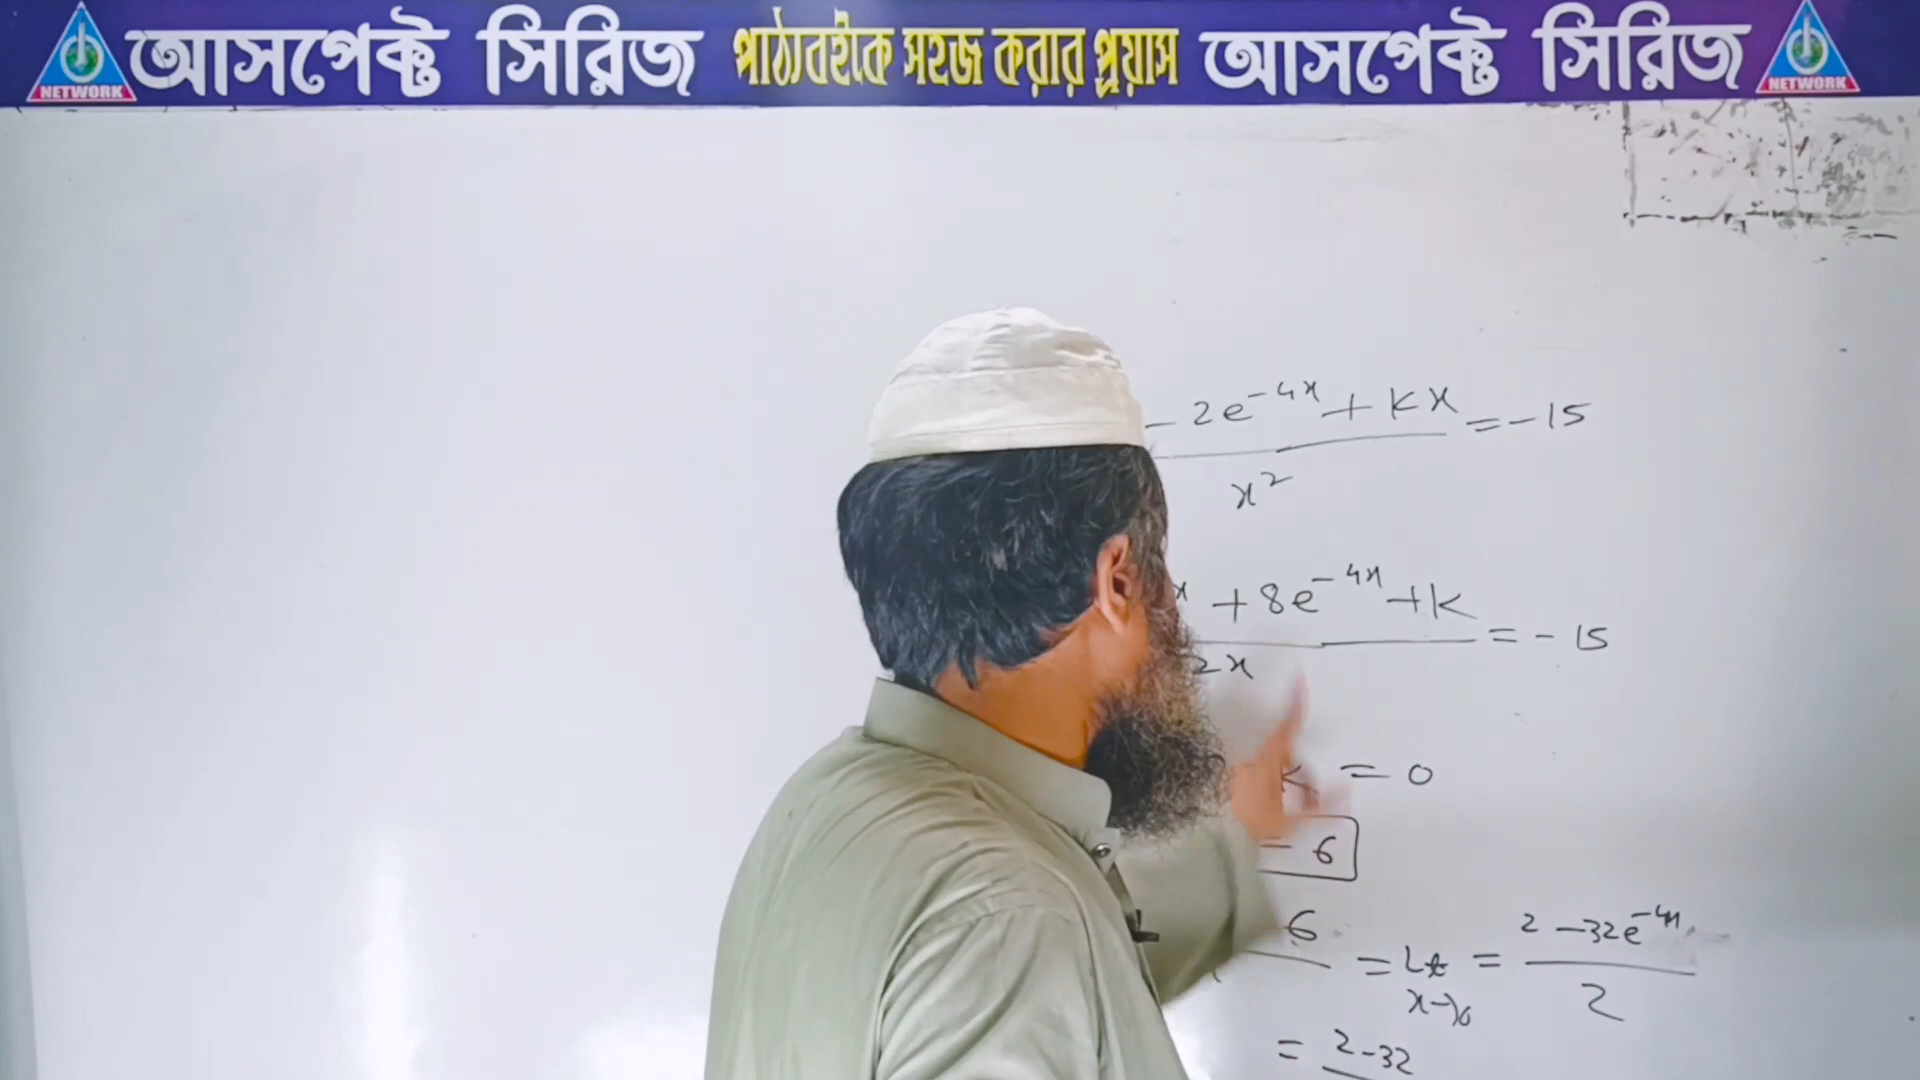 NETWORK আসপেক্ট সিরিজ পাঠ্যবইকে সহজ করার প্রয়াস আসপেক্ট সিরিজ NETWORK
- 2e^{-4x} + kx = -15
x²
x + 8e^{-4x} + k = -15
2x
k = 0
= 6
6 = Lt = 2 - 32e^{-4x}
x→0 2
= 2-32